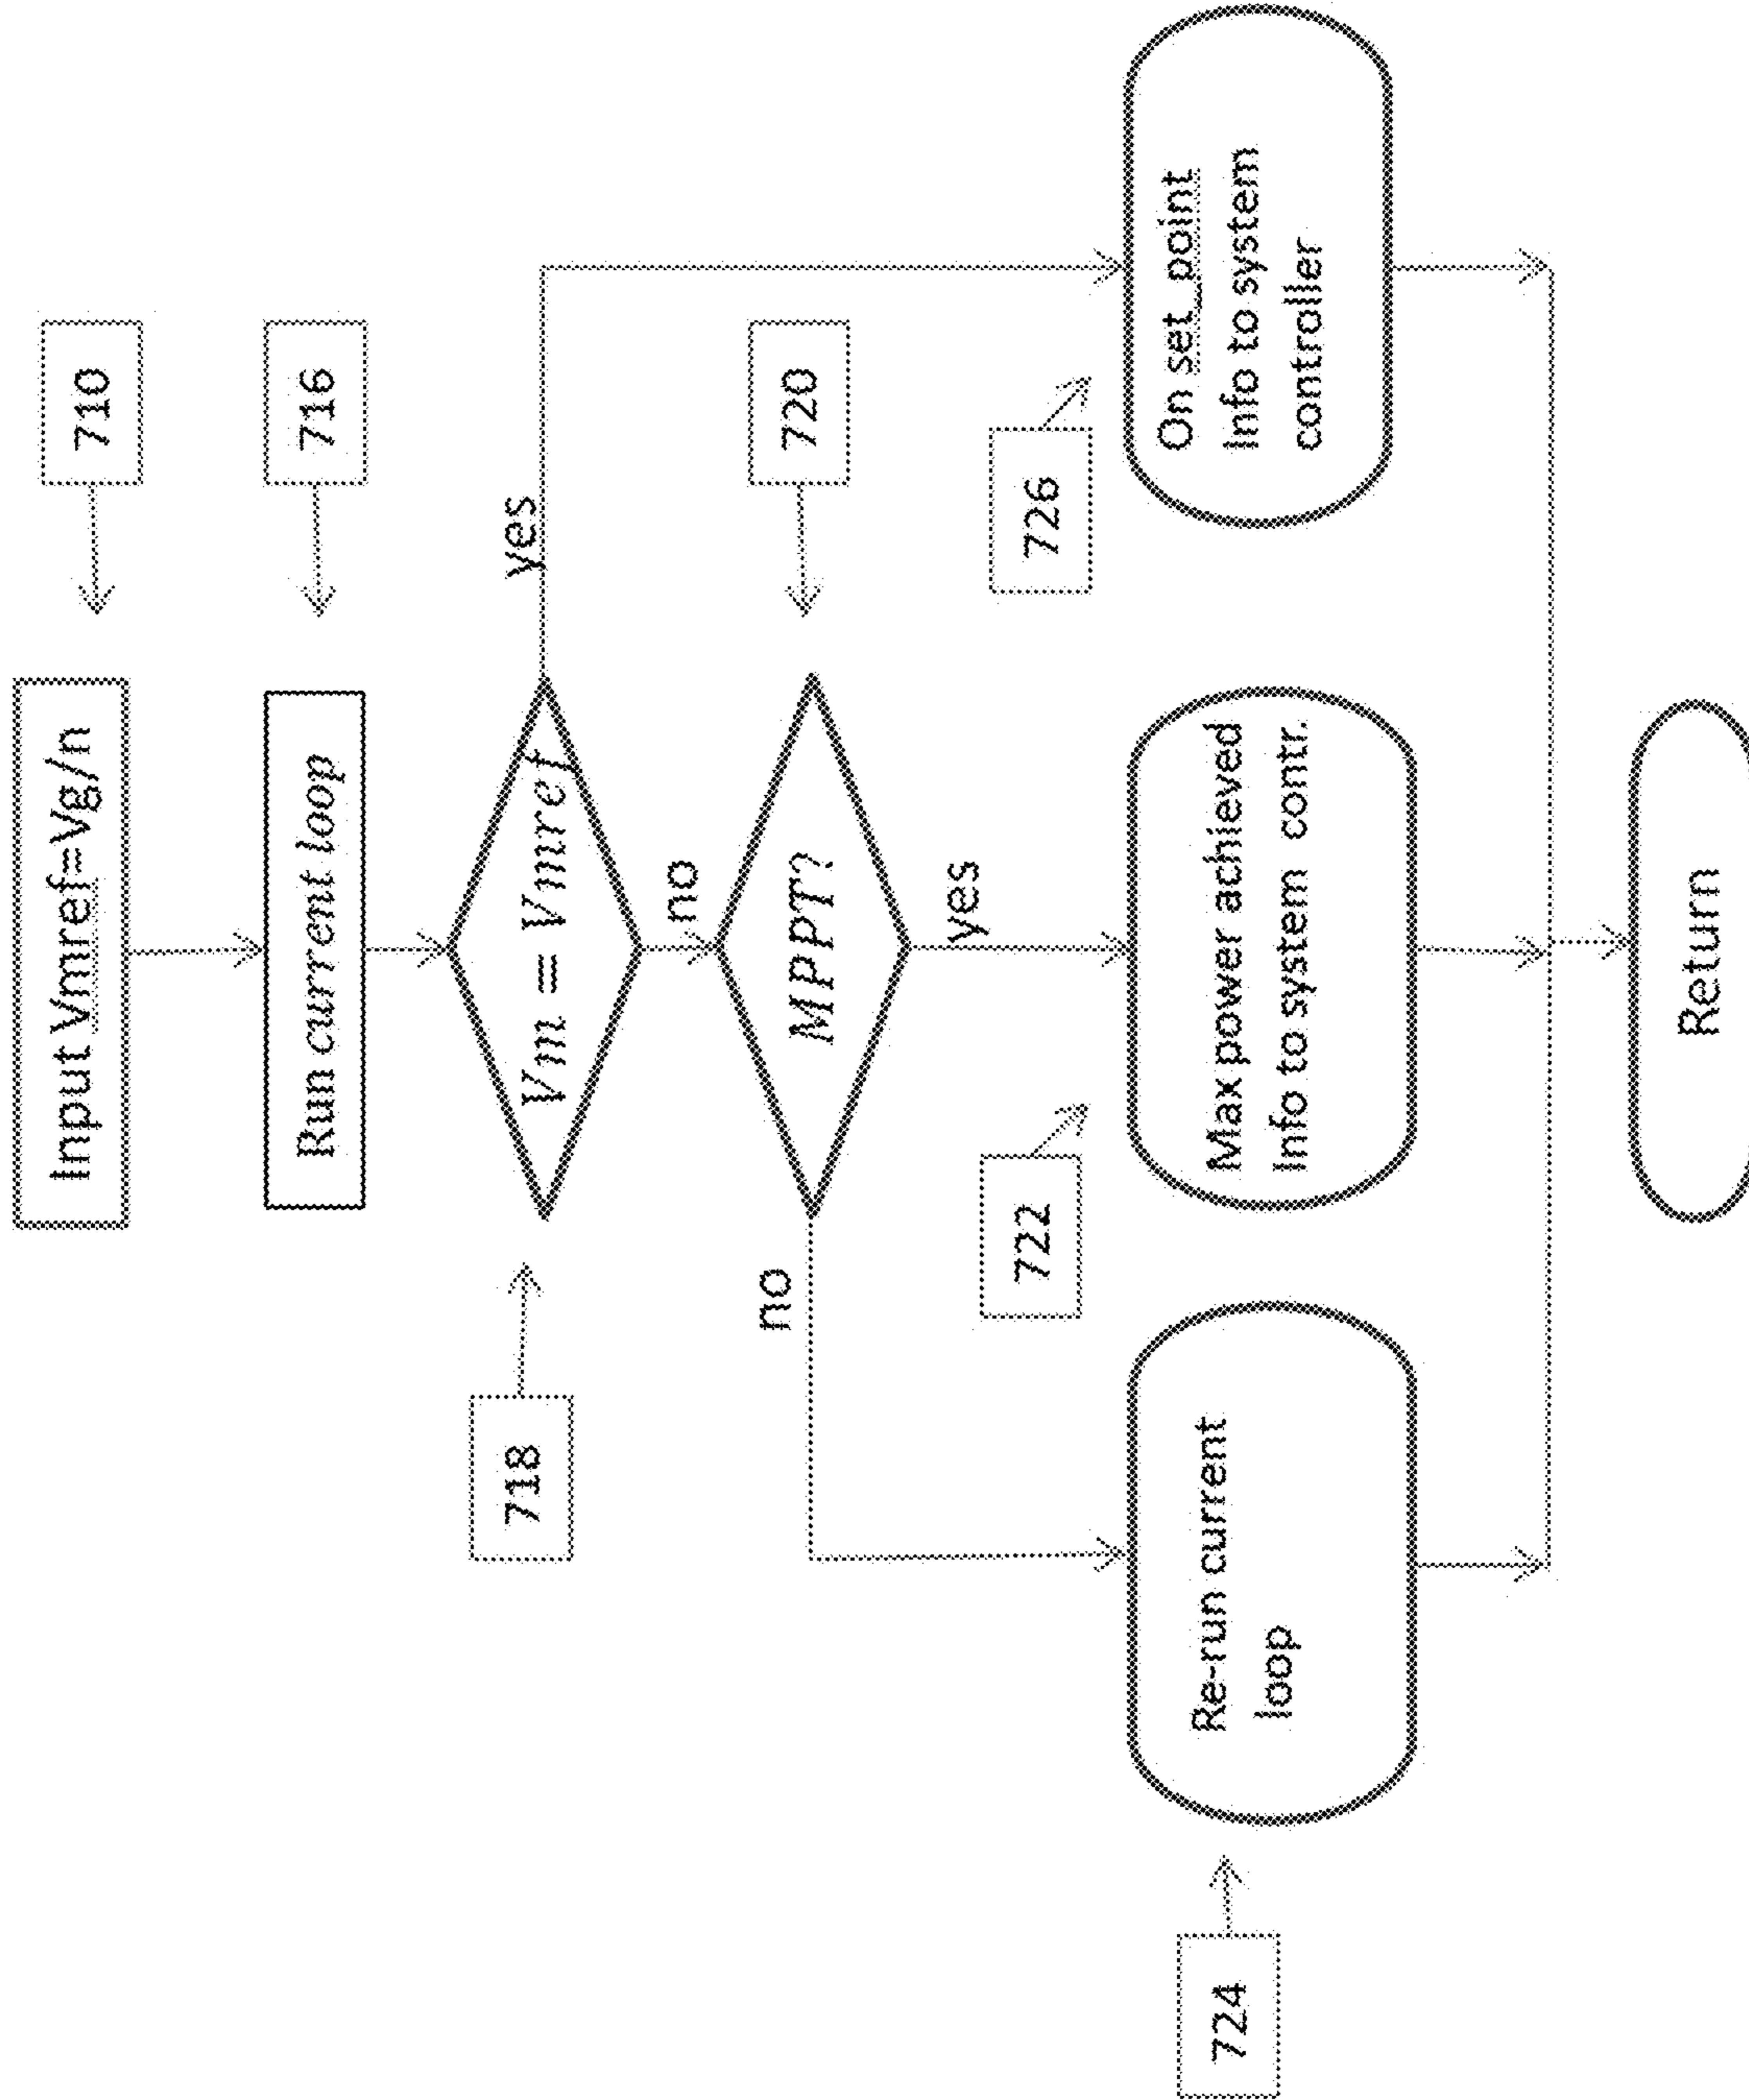 Input Vmref=Vg/n
710
Run current loop
716
Vm = Vmref
yes
718
no
MPPT?
720
no
yes
722
726
Re-run current
loop
724
Max power achieved
Info to system contr.
On set_point
Info to system
controller
Return